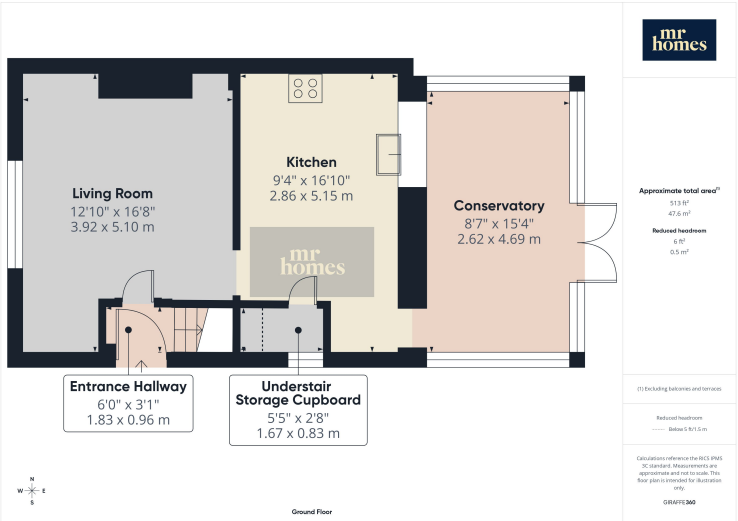 mr
homes
Living Room
12'10" x 16'8"
3.92 x 5.10 m
Kitchen
9'4" x 16'10"
2.86 x 5.15 m
Conservatory
8'7" x 15'4"
2.62 x 4.69 m
mr
homes
Entrance Hallway
6'0" x 3'1"
1.83 x 0.96 m
Understair
Storage Cupboard
5'5" x 2'8"
1.67 x 0.83 m
N
W E
S
Ground Floor
Approximate total area(1)
513 ft²
47.6 m²
Reduced headroom
6 ft²
0.5 m²
(1) Excluding balconies and terraces
Reduced headroom
Below 5 ft/1.5 m
Calculations reference the RICS IPMS
3C standard. Measurements are
approximate and not to scale. This
floor plan is intended for illustration
only.
GIRAFFE360